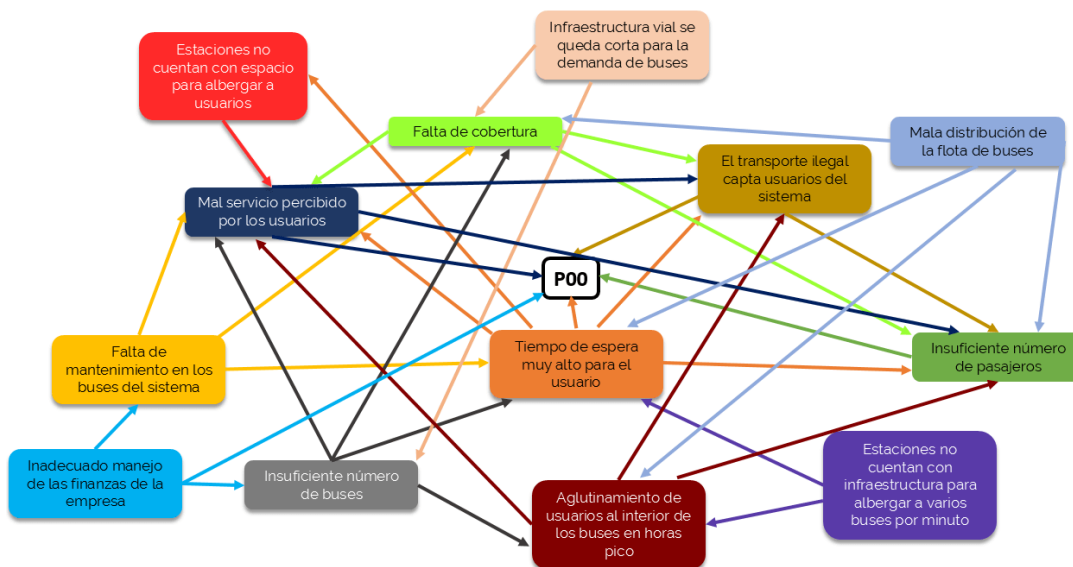 Estaciones no
cuentan con espacio
para albergar a
usuarios
Infraestructura vial se
queda corta para la
demanda de buses
Falta de cobertura
Mala distribución de
la flota de buses
El transporte ilegal
capta usuarios del
sistema
Mal servicio percibido
por los usuarios
P00
Falta de
mantenimiento en los
buses del sistema
Tiempo de espera
muy alto para el
usuario
Insuficiente número
de pasajeros
Inadecuado manejo
de las finanzas de la
empresa
Insuficiente número
de buses
Aglutinamiento de
usuarios al interior de
los buses en horas
pico
Estaciones no
cuentan con
infraestructura para
albergar a varios
buses por minuto